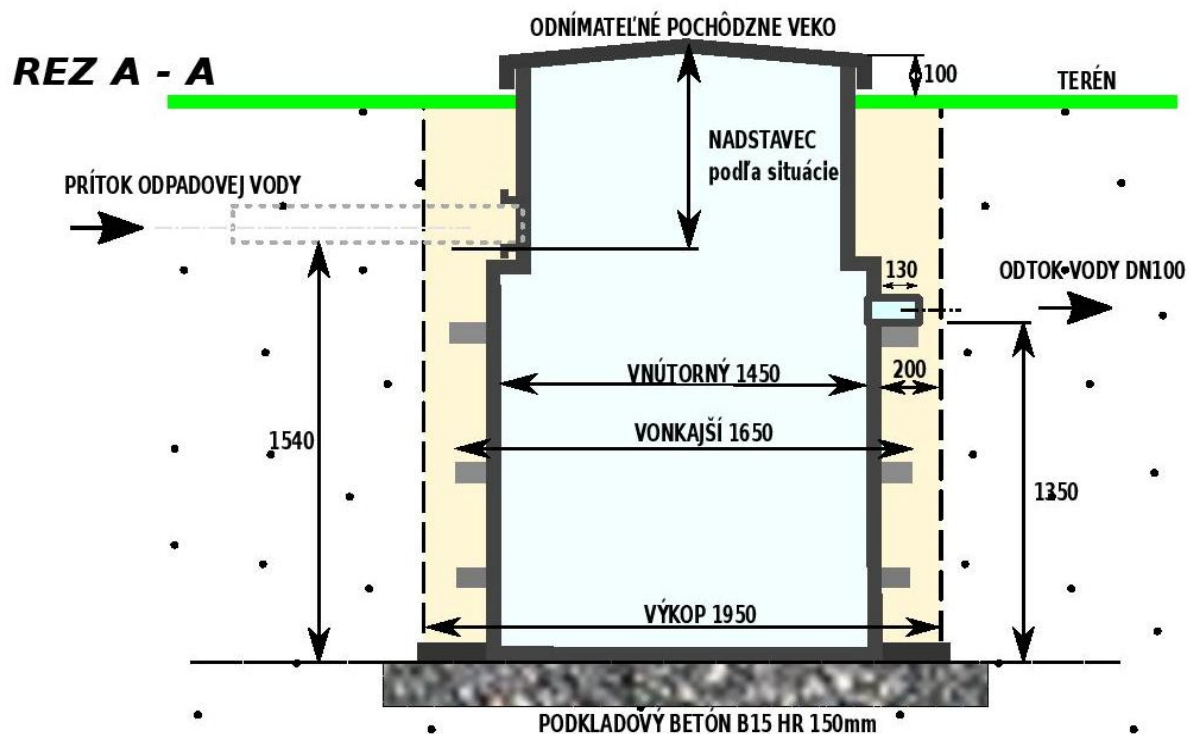 ODNÍMATEĽNÉ POCHÔDZNE VEKO
REZ A - A
100
TERÉN
NADSTAVEC
podľa situácie
PRÍTOK ODPADOVEJ VODY
130
ODTOK VODY DN100
VNÚTORNÝ 1450
200
1540
VONKAJŠÍ 1650
1350
VÝKOP 1950
PODKLADOVÝ BETÓN B15 HR 150mm